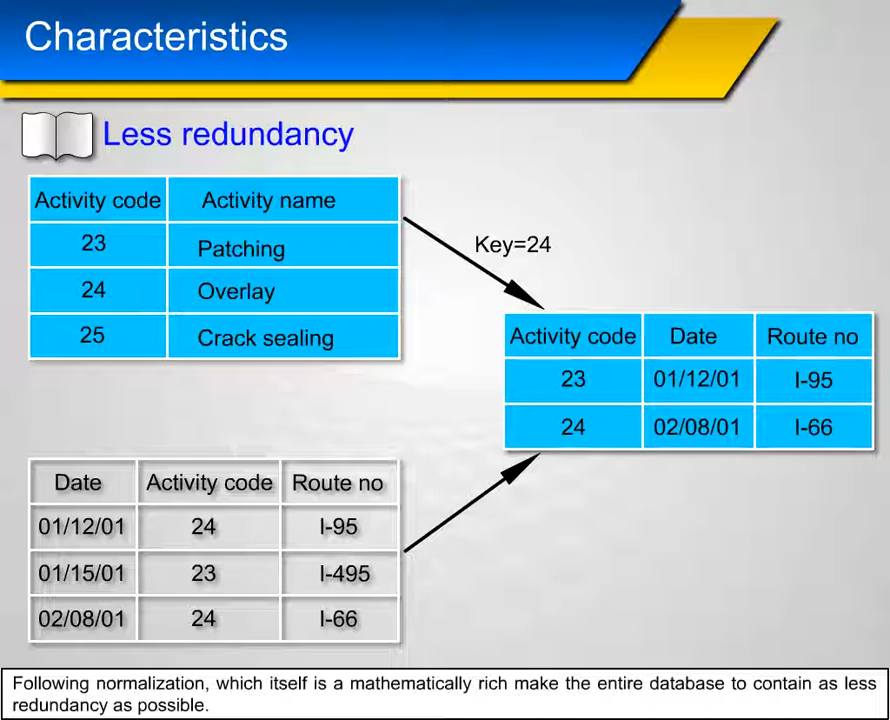 Characteristics
Less redundancy
Activity code Activity name
23 Patching
24 Overlay
25 Crack sealing
Key=24
Activity code Date Route no
23 01/12/01 I-95
24 02/08/01 I-66
Date Activity code Route no
01/12/01 24 I-95
01/15/01 23 I-495
02/08/01 24 I-66
Following normalization, which itself is a mathematically rich make the entire database to contain as less
redundancy as possible.